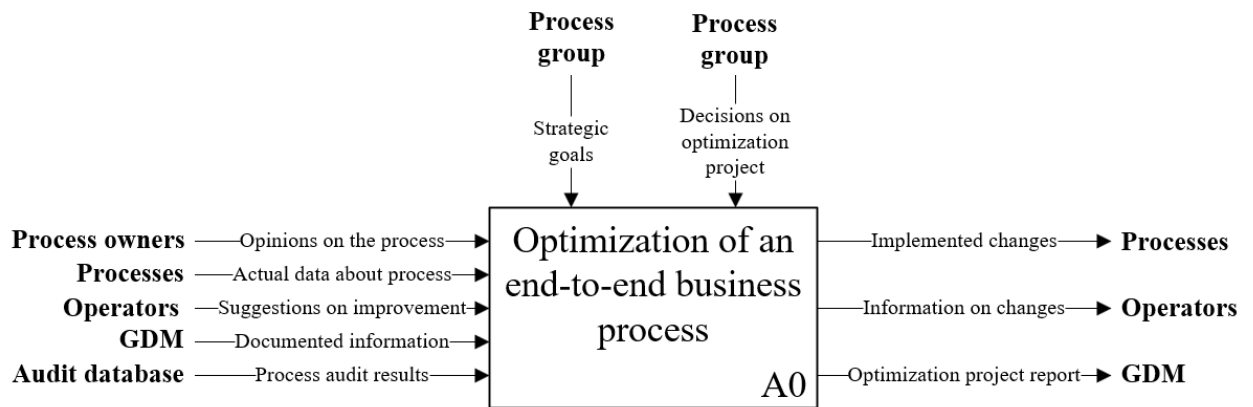 Process
group
Process
group
Strategic
goals
Decisions on
optimization
project
Process owners Opinions on the process
Processes Actual data about process
Operators Suggestions on improvement
GDM Documented information
Audit database Process audit results
Optimization of an
end-to-end business
process
A0
Implemented changes Processes
Information on changes Operators
Optimization project report GDM